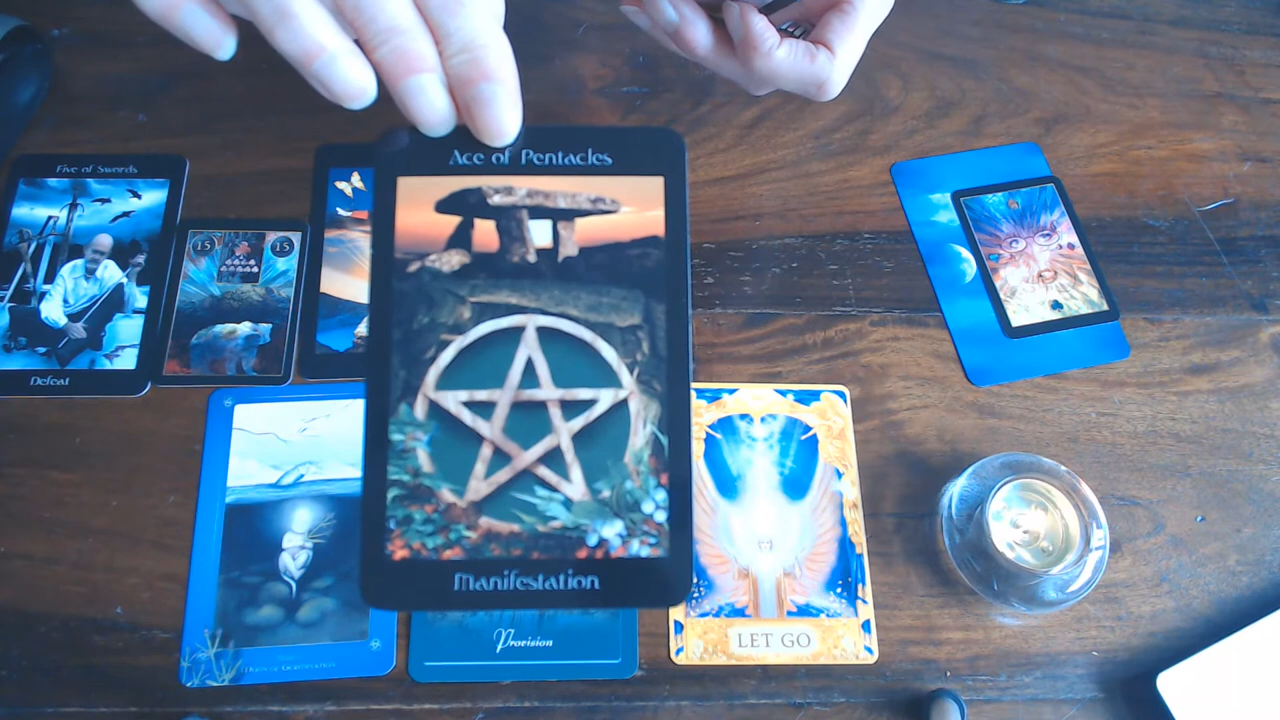 Ace of Pentacles
Five of Swords
15 15
Defeat
Manifestation
Provision
LET GO